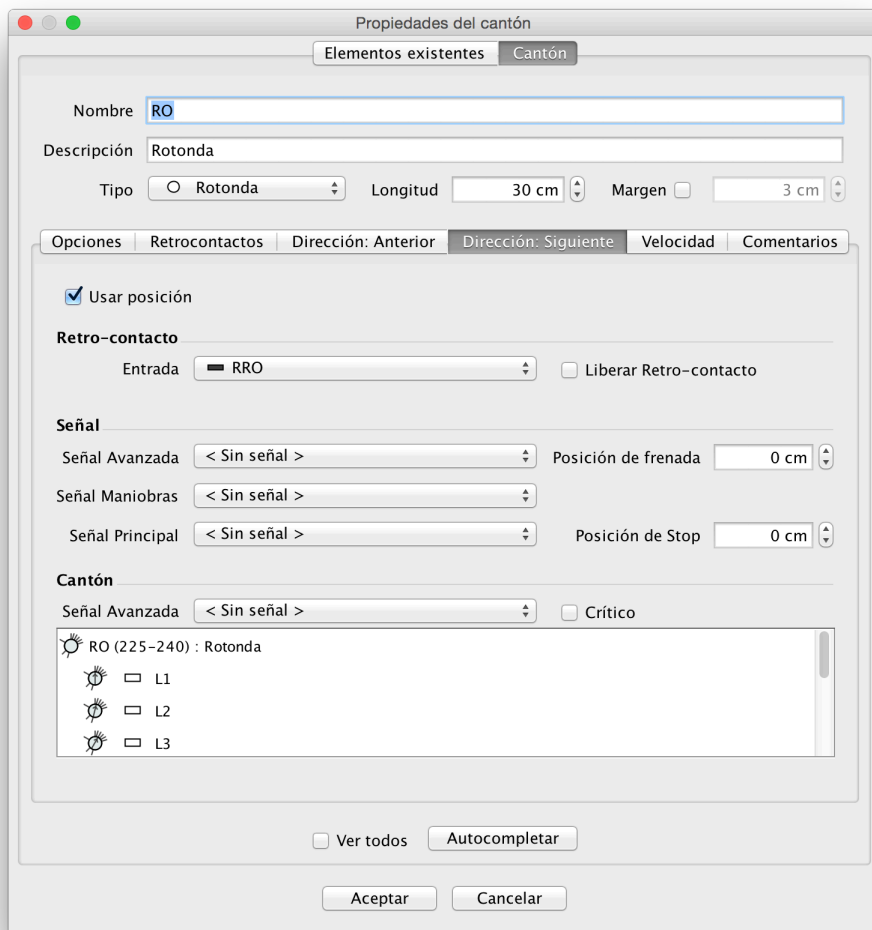 Propiedades del cantón
Elementos existentes Cantón
Nombre RO
Descripción Rotonda
Tipo Rotonda Longitud 30 cm Margen 3 cm
Opciones Retrocontactos Dirección: Anterior Dirección: Siguiente Velocidad Comentarios
Usar posición
Retro-contacto
Entrada RRO Liberar Retro-contacto
Señal
Señal Avanzada < Sin señal > Posición de frenada 0 cm
Señal Maniobras < Sin señal >
Señal Principal < Sin señal > Posición de Stop 0 cm
Cantón
Señal Avanzada < Sin señal > Crítico
RO (225-240) : Rotonda
L1
L2
L3
Ver todos Autocompletar
Aceptar Cancelar